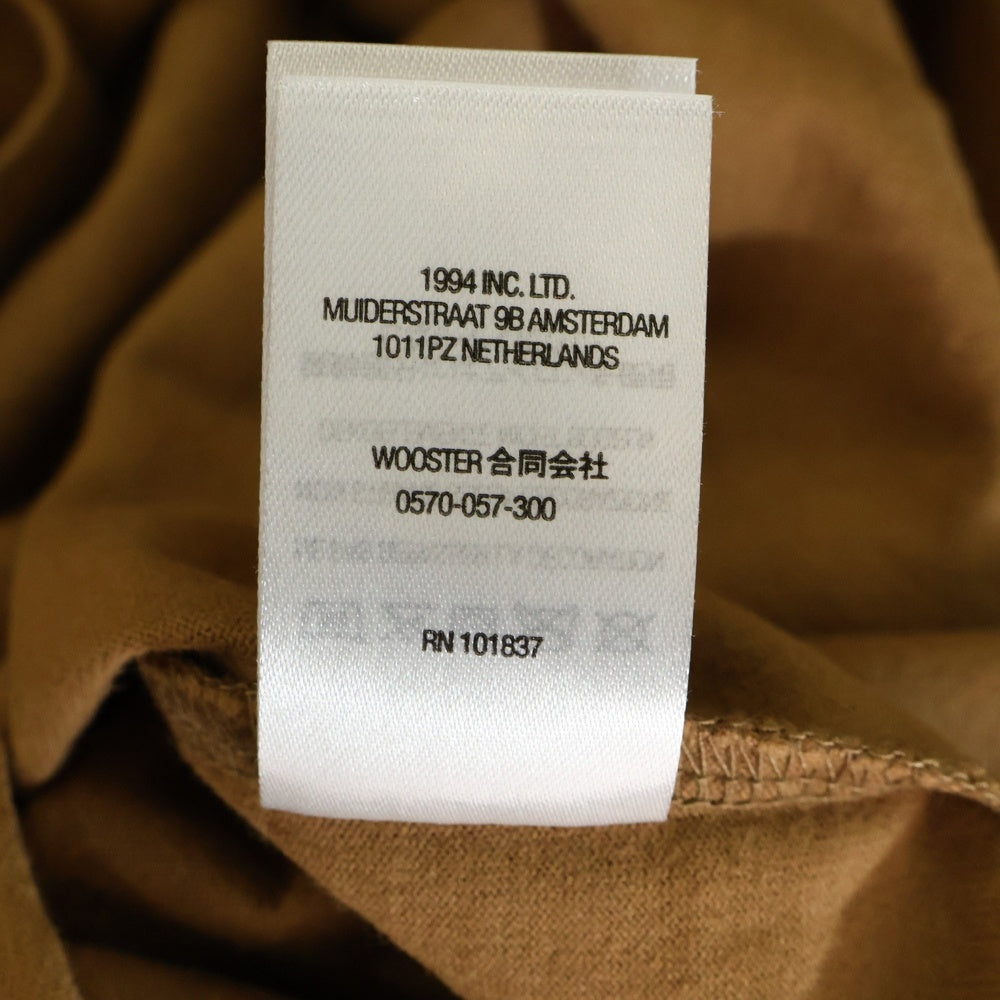 1994 INC. LTD.
MUIDERSTRAAT 9B AMSTERDAM
1011PZ NETHERLANDS
WOOSTER 合同会社
0570-057-300
RN 101837